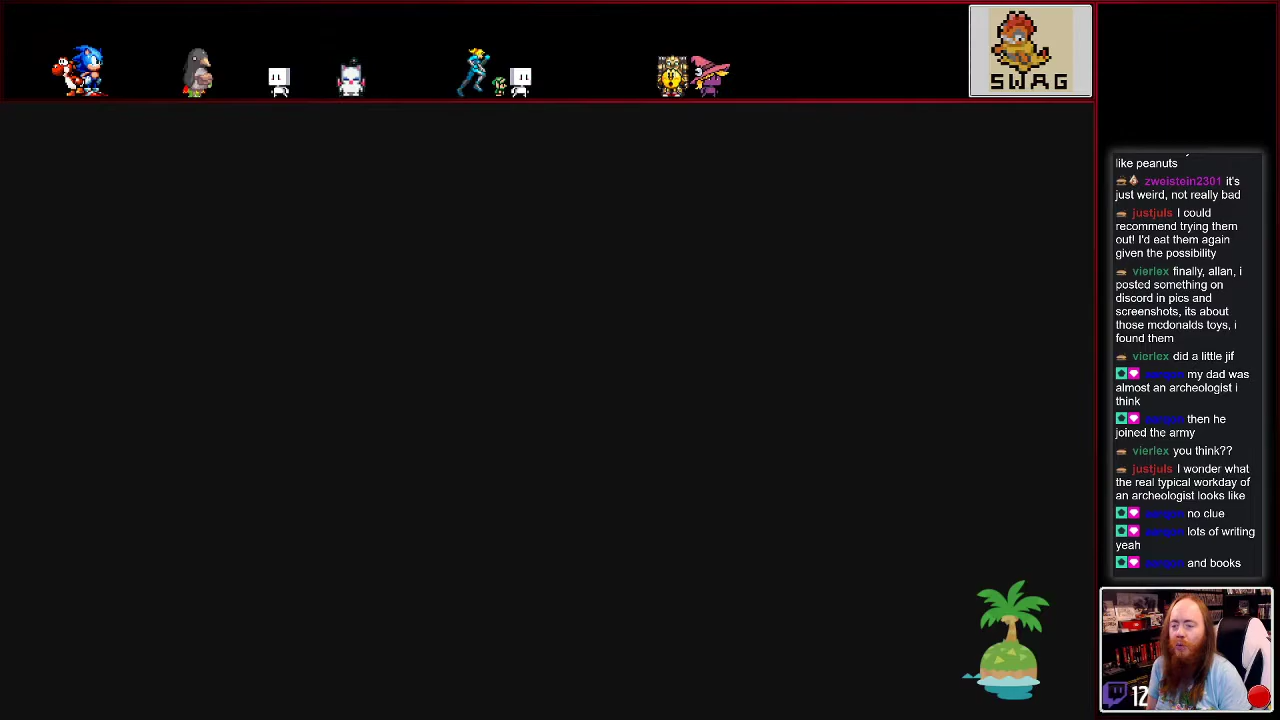 SWAG
like peanuts
zweistein2301 it's
just weird, not really bad
justjuls I could
recommend trying them
out! I'd eat them again
given the possibility
vierlex finally, allan, i
posted something on
discord in pics and
screenshots, its about
those mcdonalds toys, i
found them
vierlex did a little jif
my dad was
almost an archeologist i
think
then he
joined the army
vierlex you think??
justjuls I wonder what
the real typical workday of
an archeologist looks like
no clue
lots of writing
yeah
and books
12